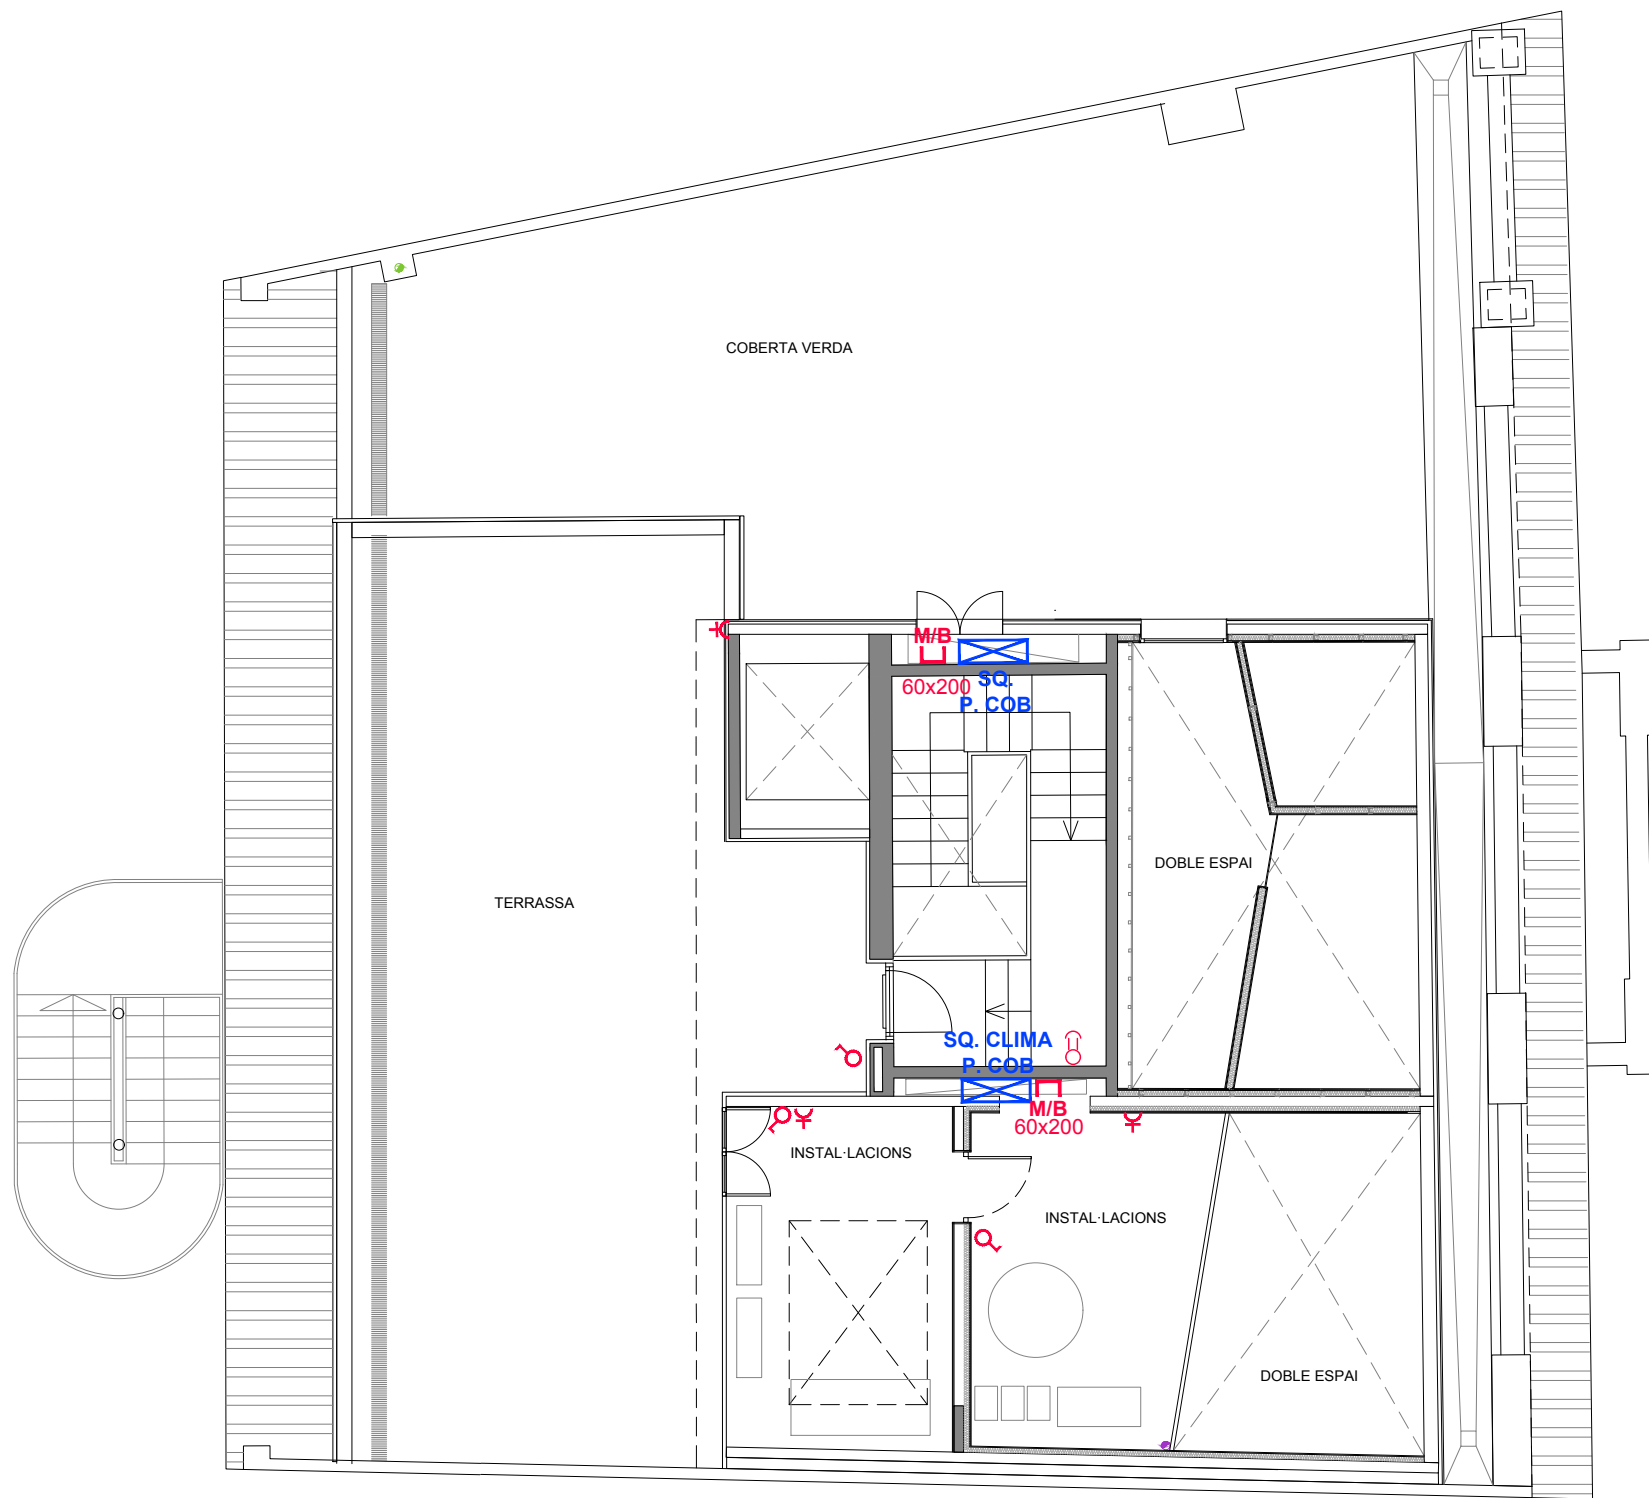 COBERTA VERDA
M/B
60x200
SQ.
P. COB
DOBLE ESPAI
TERRASSA
SQ. CLIMA
P. COB
M/B
60x200
INSTAL·LACIONS
INSTAL·LACIONS
DOBLE ESPAI